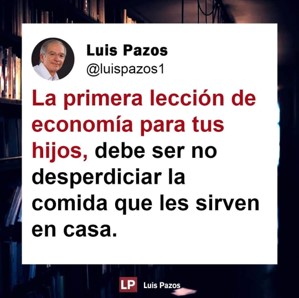 Luis Pazos
@luispazos1
La primera lección de
economía para tus
hijos, debe ser no
desperdiciar la
comida que les sirven
en casa.
LP Luis Pazos